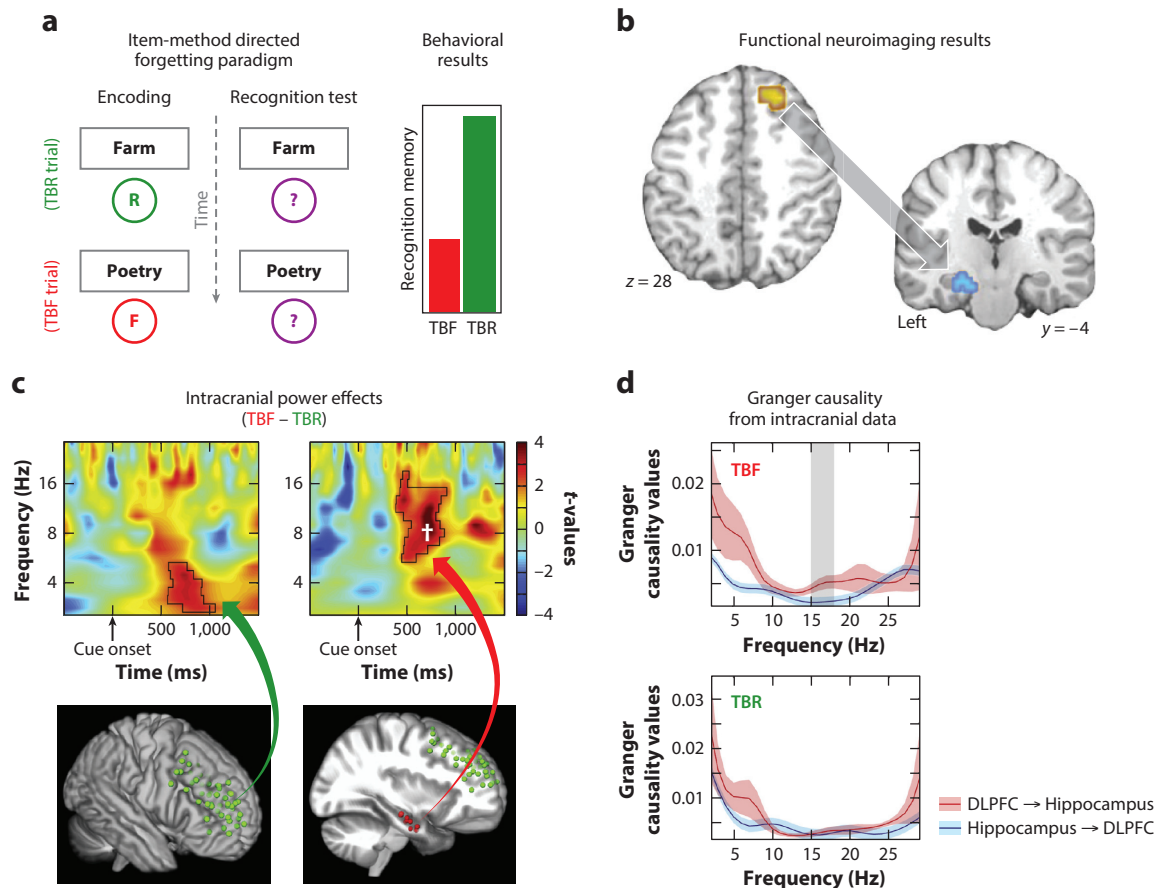 a
Item-method directed
forgetting paradigm
Behavioral
results
Encoding
Recognition test
(TBR trial)
Farm
Farm
R
?
Time
(TBF trial)
Poetry
Poetry
F
?
Recognition memory
TBF TBR
b
Functional neuroimaging results
z = 28
Left
y = –4
c
Intracranial power effects
(TBF – TBR)
Frequency (Hz)
16
8
4
500 1,000
Cue onset
Time (ms)
16
8
4
†
500 1,000
Cue onset
Time (ms)
4
2
0
–2
–4
t-values
d
Granger causality
from intracranial data
TBF
Granger
causality values
0.02
0.01
5 10 15 20 25
Frequency (Hz)
TBR
Granger
causality values
0.03
0.02
0.01
5 10 15 20 25
Frequency (Hz)
DLPFC → Hippocampus
Hippocampus → DLPFC